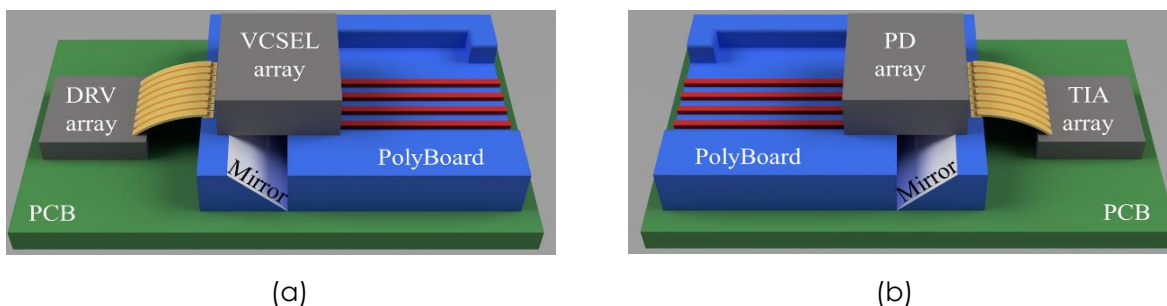 VCSEL
array
DRV
array
PolyBoard
Mirror
PCB
(a)
PD
array
TIA
array
PolyBoard
Mirror
PCB
(b)